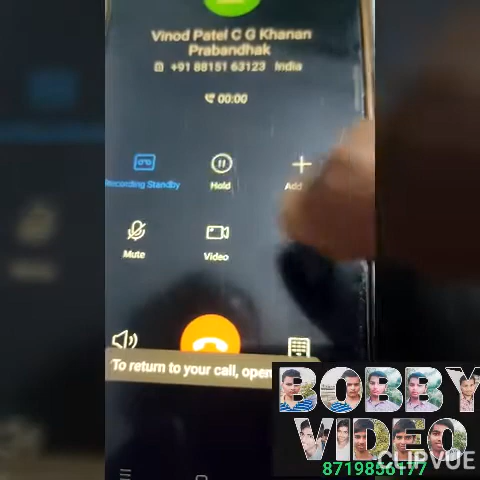 Vinod Patel C G Khanan
Prabandhak
+91 88151 63123 India
00:00
Recording Standby
Hold
Add
Mute
Video
To return to your call, open
BOBBY
VIDEO
8719856177
CLIPVUE